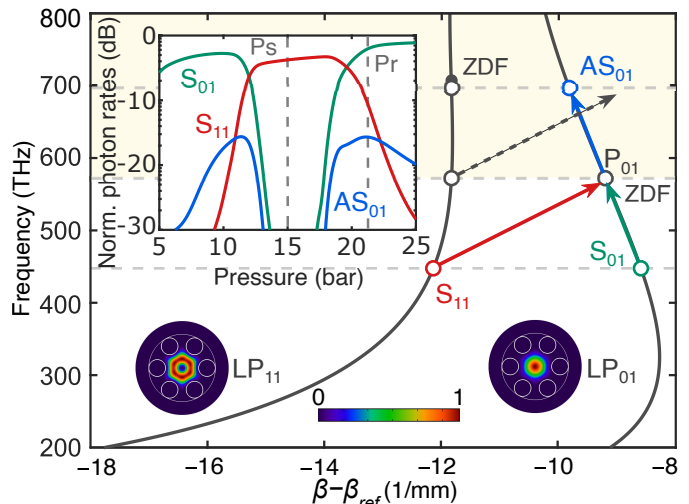 800
700
600
500
400
300
200
Frequency (THz)
−18
−16
−14
−12
−10
−8
β−βref (1/mm)
0
−10
−20
−30
Norm. photon rates (dB)
5
10
15
20
25
Pressure (bar)
Ps
Pr
S01
S11
AS01
ZDF
AS01
P01
ZDF
S01
S11
LP11
LP01
0
1